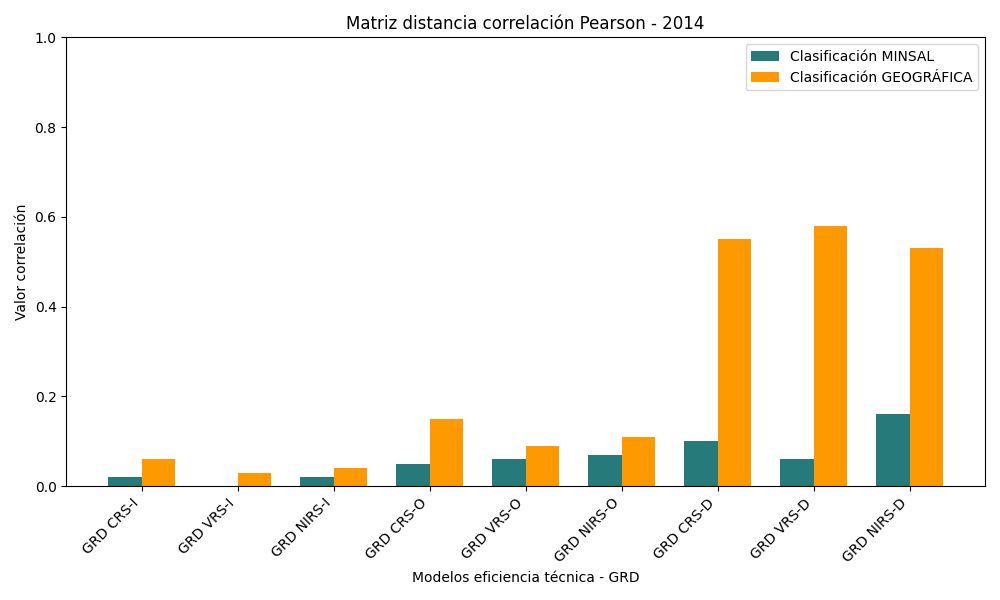 Matriz distancia correlación Pearson - 2014
Clasificación MINSAL
Clasificación GEOGRÁFICA
Valor correlación
1.0
0.8
0.6
0.4
0.2
0.0
GRD CRS-I
GRD VRS-I
GRD NIRS-I
GRD CRS-O
GRD VRS-O
GRD NIRS-O
GRD CRS-D
GRD VRS-D
GRD NIRS-D
Modelos eficiencia técnica - GRD